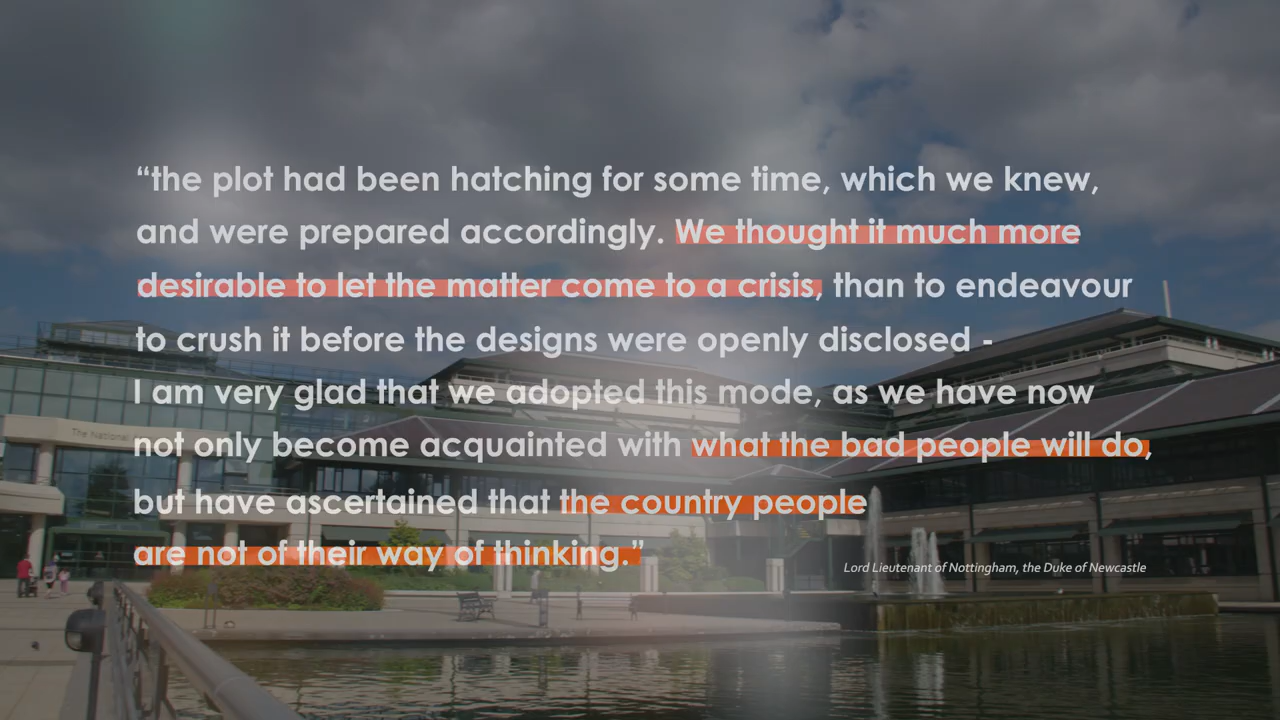 “the plot had been hatching for some time, which we knew,
and were prepared accordingly. We thought it much more
desirable to let the matter come to a crisis, than to endeavour
to crush it before the designs were openly disclosed -
I am very glad that we adopted this mode, as we have now
not only become acquainted with what the bad people will do,
but have ascertained that the country people
are not of their way of thinking.”
Lord Lieutenant of Nottingham, the Duke of Newcastle
The National